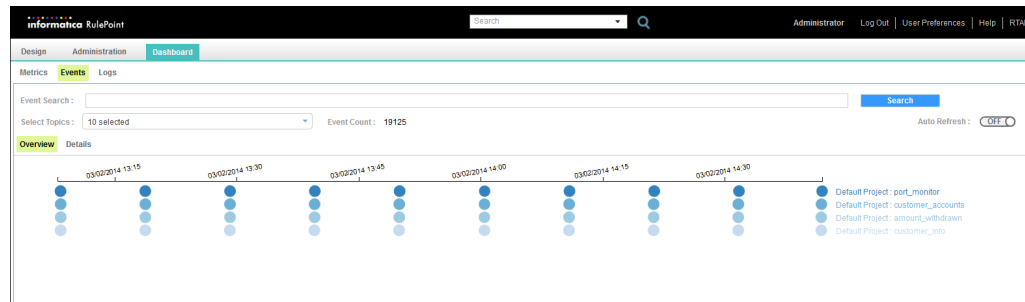 informatica RulePoint
Search
Administrator Log Out | User Preferences | Help | RTAM
Design Administration Dashboard
Metrics Events Logs
Event Search :
Search
Select Topics : 10 selected Event Count : 19125 Auto Refresh : OFF
Overview Details
03/02/2014 13:15 03/02/2014 13:30 03/02/2014 13:45 03/02/2014 14:00 03/02/2014 14:15 03/02/2014 14:30
Default Project : port_monitor
Default Project : customer_accounts
Default Project : amount_withdrawn
Default Project : customer_info